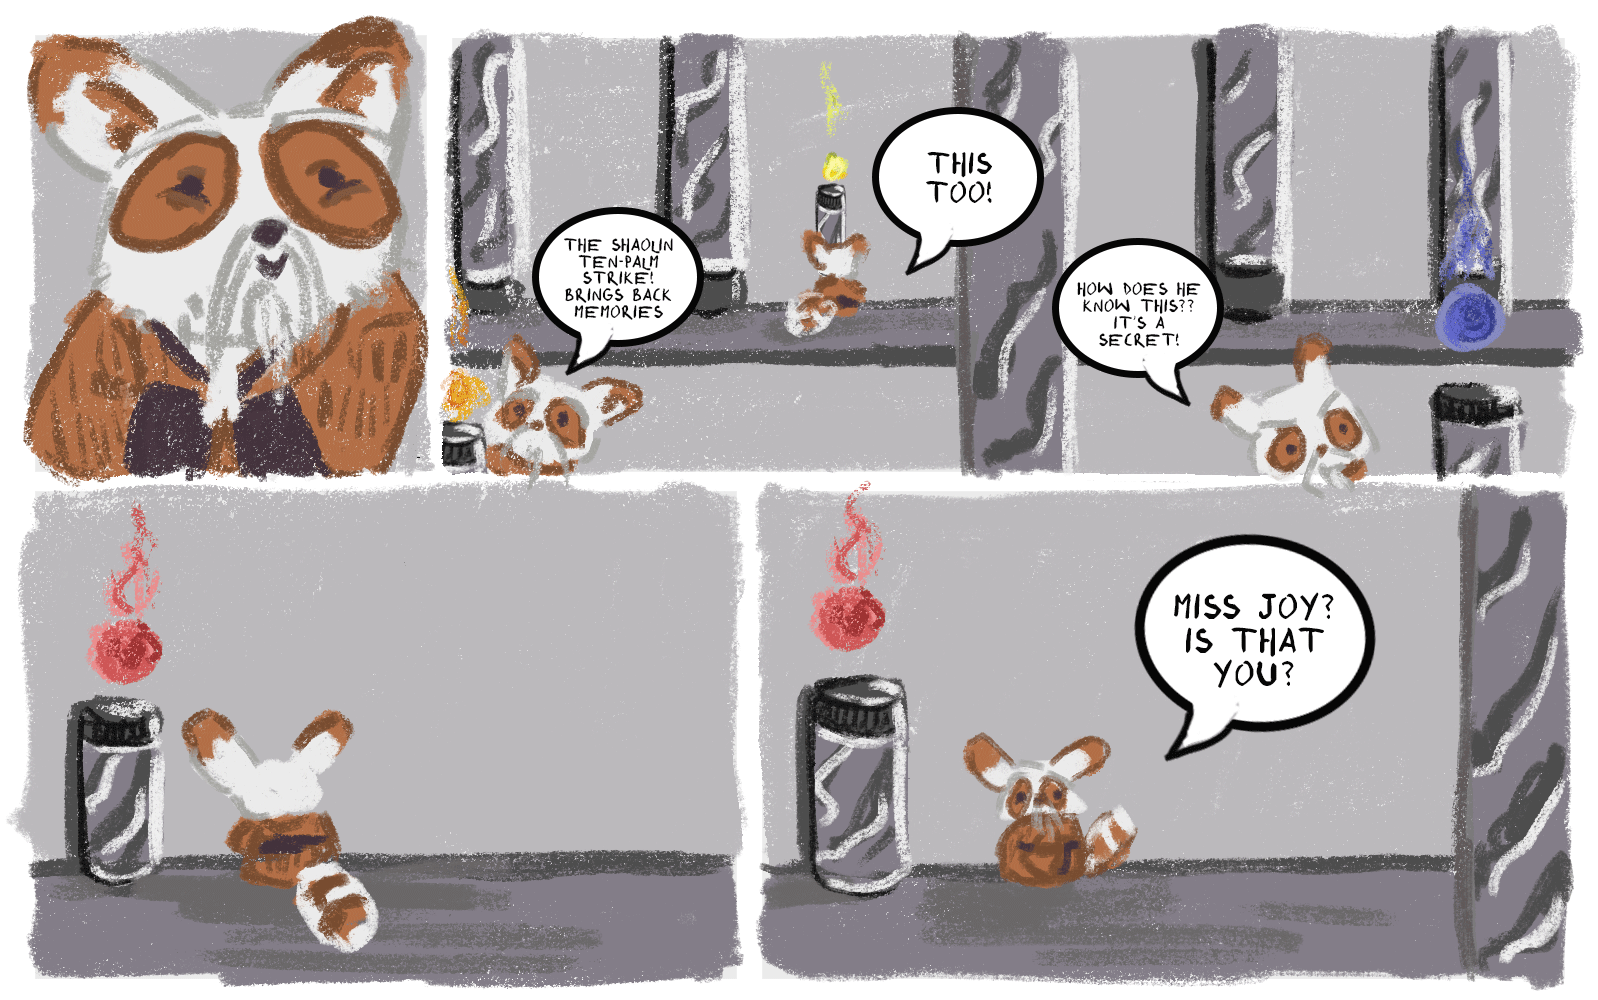 THE SHAOLIN
TEN-PALM
STRIKE!
BRINGS BACK
MEMORIES
THIS
TOO!
HOW DOES HE
KNOW THIS??
IT'S A
SECRET!
MISS JOY?
IS THAT
YOU?